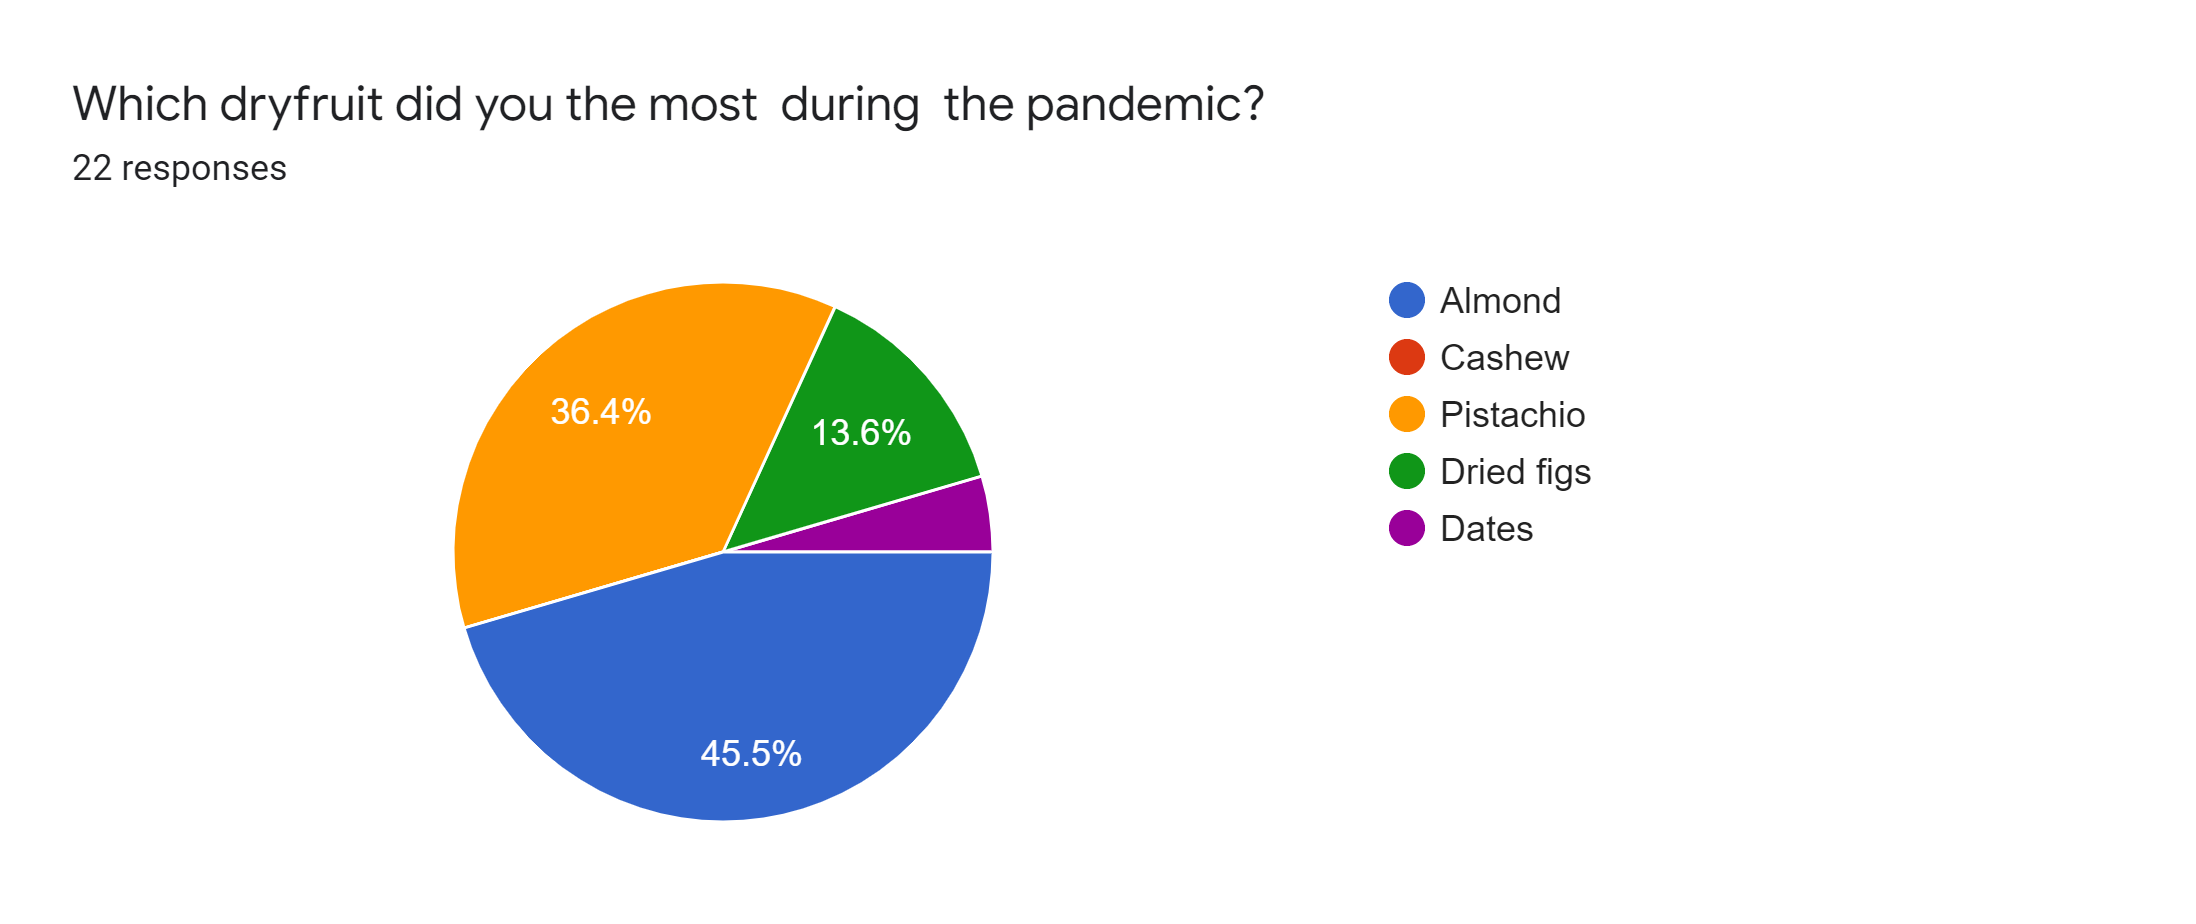 Which dryfruit did you the most  during  the pandemic?
22 responses
36.4%
13.6%
45.5%
Almond
Cashew
Pistachio
Dried figs
Dates